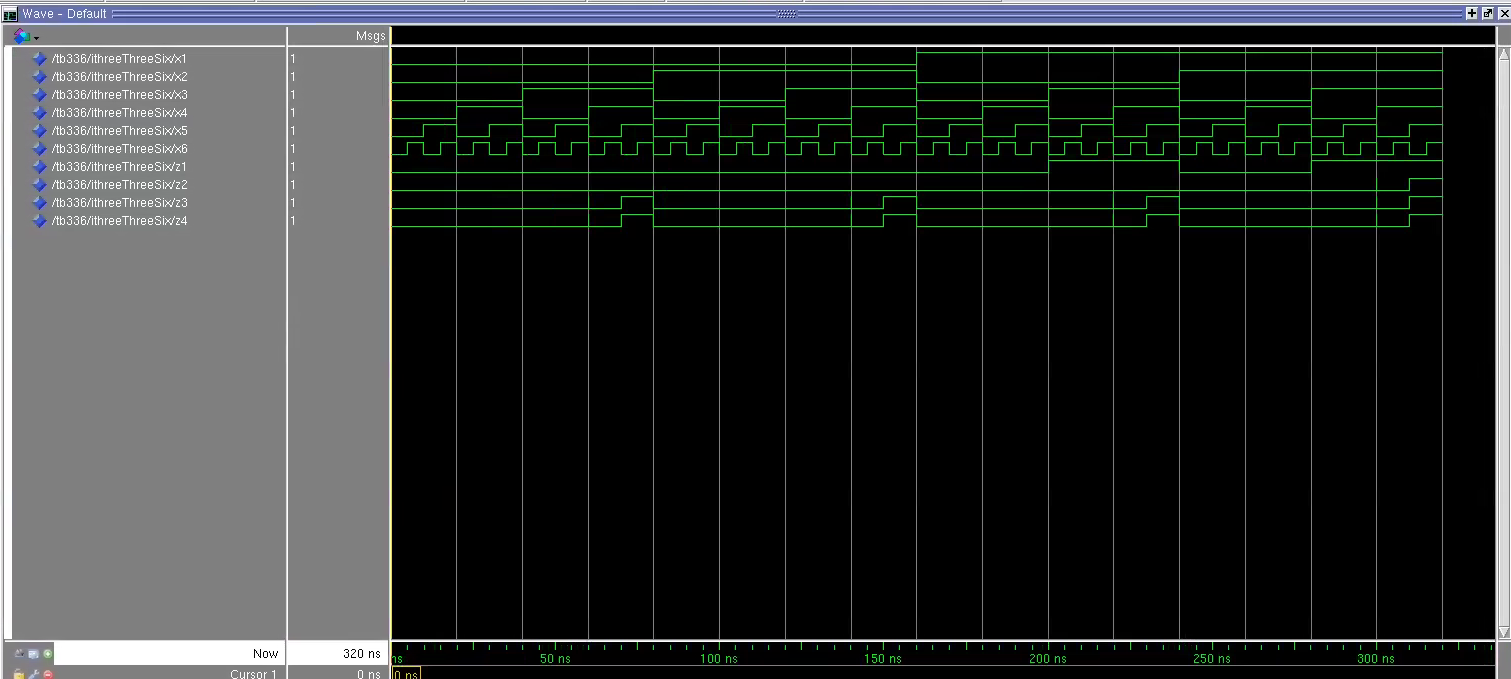 Wave - Default
Msgs
/tb336/ithreeThreeSix/x1 1
/tb336/ithreeThreeSix/x2 1
/tb336/ithreeThreeSix/x3 1
/tb336/ithreeThreeSix/x4 1
/tb336/ithreeThreeSix/x5 1
/tb336/ithreeThreeSix/x6 1
/tb336/ithreeThreeSix/z1 1
/tb336/ithreeThreeSix/z2 1
/tb336/ithreeThreeSix/z3 1
/tb336/ithreeThreeSix/z4 1
Now 320 ns ns 50 ns 100 ns 150 ns 200 ns 250 ns 300 ns
Cursor 1 0 ns 0 ns